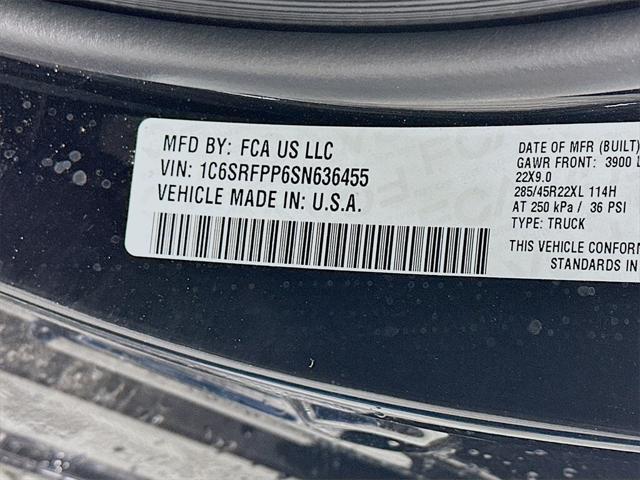 MFD BY: FCA US LLC
VIN: 1C6SRFPP6SN636455
VEHICLE MADE IN: U.S.A.
DATE OF MFR (BUILT)
GAWR FRONT: 3900 L
22X9.0
285/45R22XL 114H
AT 250 kPa / 36 PSI
TYPE: TRUCK
THIS VEHICLE CONFORM
STANDARDS IN